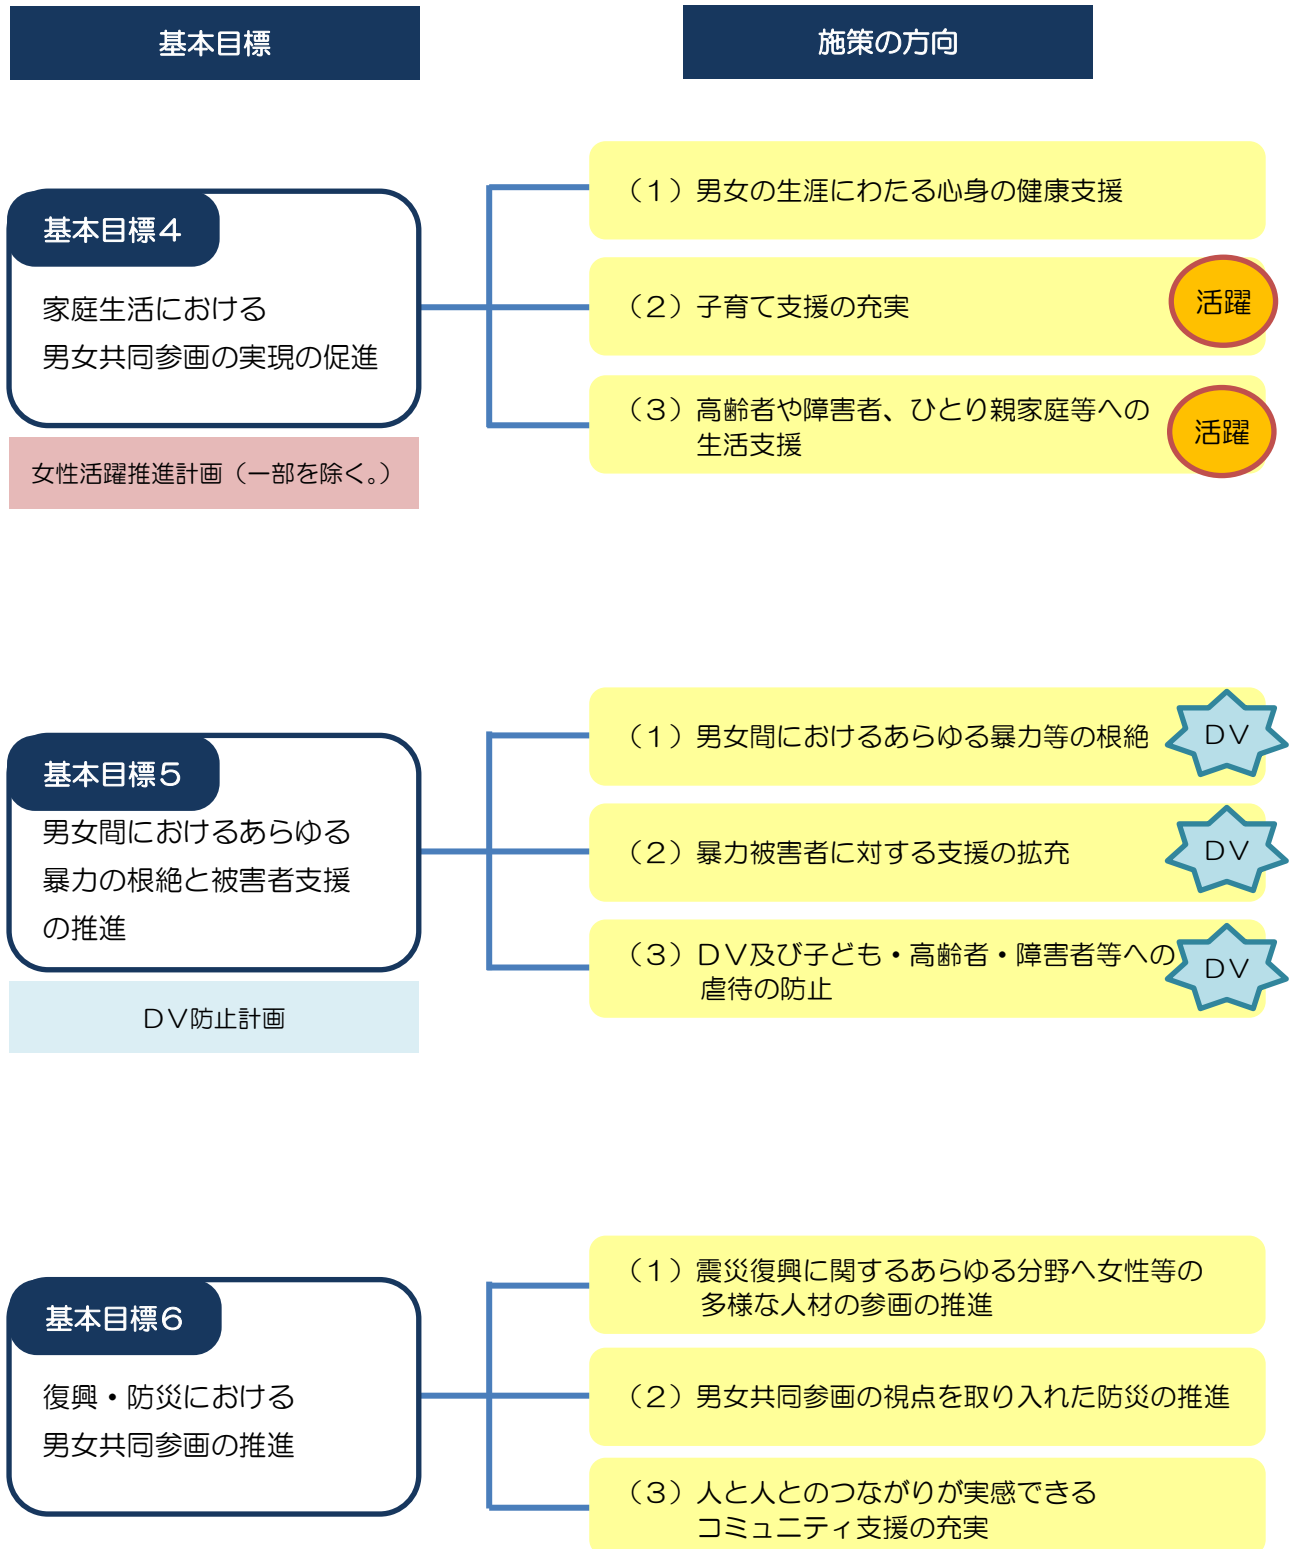 基本目標
施策の方向
基本目標４
家庭生活における
男女共同参画の実現の促進
女性活躍推進計画（一部を除く。）
（１）男女の生涯にわたる心身の健康支援
（２）子育て支援の充実
活躍
（３）高齢者や障害者、ひとり親家庭等への
生活支援
活躍
基本目標５
男女間におけるあらゆる
暴力の根絶と被害者支援
の推進
ＤＶ防止計画
（１）男女間におけるあらゆる暴力等の根絶
ＤＶ
（２）暴力被害者に対する支援の拡充
ＤＶ
（３）ＤＶ及び子ども・高齢者・障害者等への
虐待の防止
ＤＶ
基本目標６
復興・防災における
男女共同参画の推進
（１）震災復興に関するあらゆる分野へ女性等の
多様な人材の参画の推進
（２）男女共同参画の視点を取り入れた防災の推進
（３）人と人とのつながりが実感できる
コミュニティ支援の充実